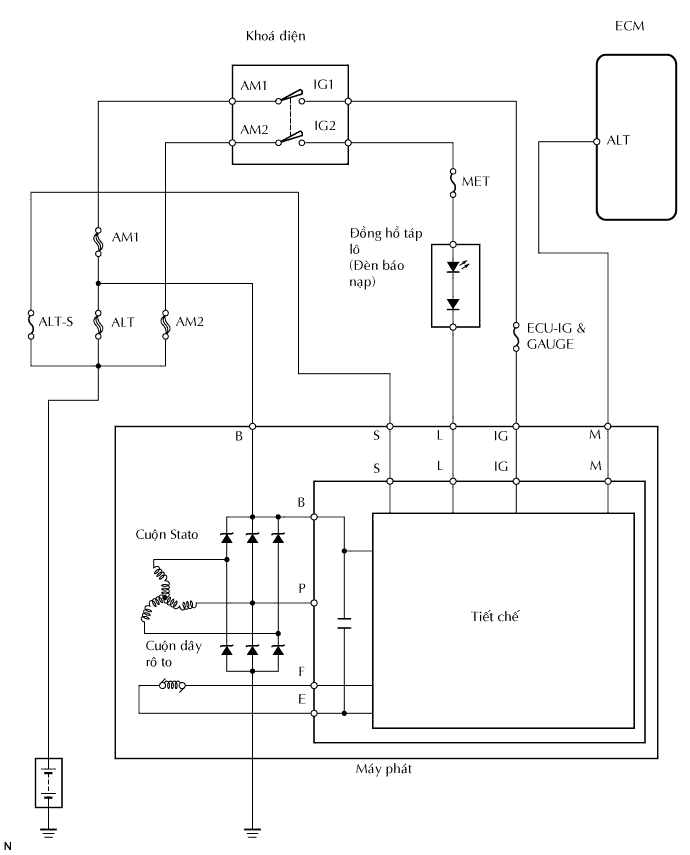 ECM
Khoá điện
AM1
IG1
AM2
IG2
ALT
MET
Đồng hồ táp
lô
(Đèn báo
nạp)
AM1
ALT-S
ALT
AM2
ECU-IG &
GAUGE
B
S
L
IG
M
S
L
IG
M
B
Cuộn Stato
P
Tiết chế
Cuộn dây
rô to
F
E
Máy phát
N